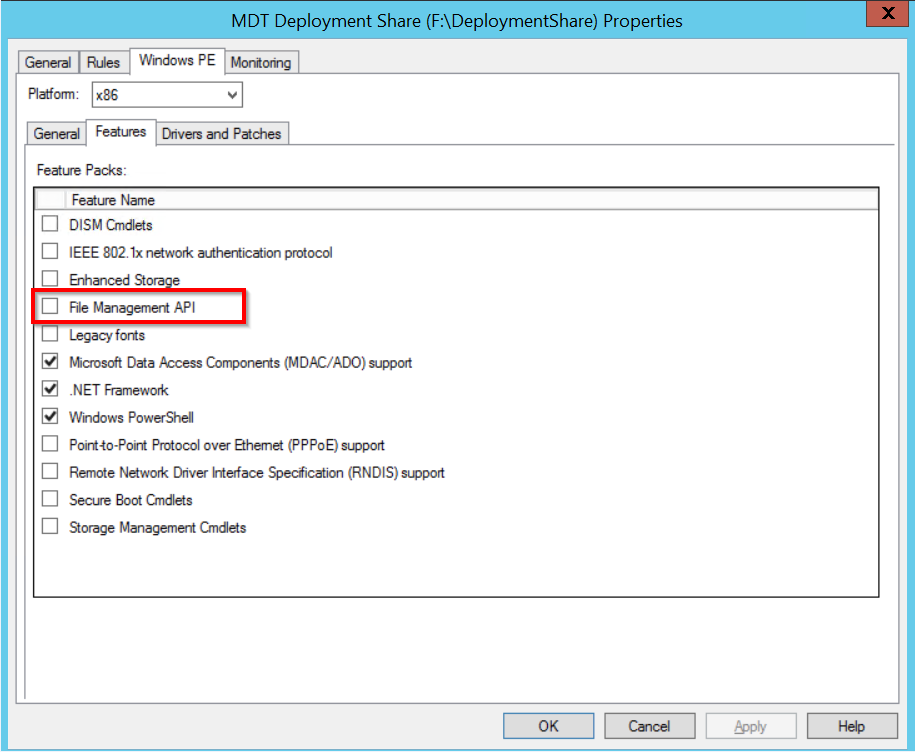 MDT Deployment Share (F:\DeploymentShare) Properties
X
General Rules Windows PE Monitoring
Platform: x86
General Features Drivers and Patches
Feature Packs:
Feature Name
DISM Cmdlets
IEEE 802.1x network authentication protocol
Enhanced Storage
File Management API
Legacy fonts
Microsoft Data Access Components (MDAC/ADO) support
.NET Framework
Windows PowerShell
Point-to-Point Protocol over Ethernet (PPPoE) support
Remote Network Driver Interface Specification (RNDIS) support
Secure Boot Cmdlets
Storage Management Cmdlets
OK Cancel Apply Help